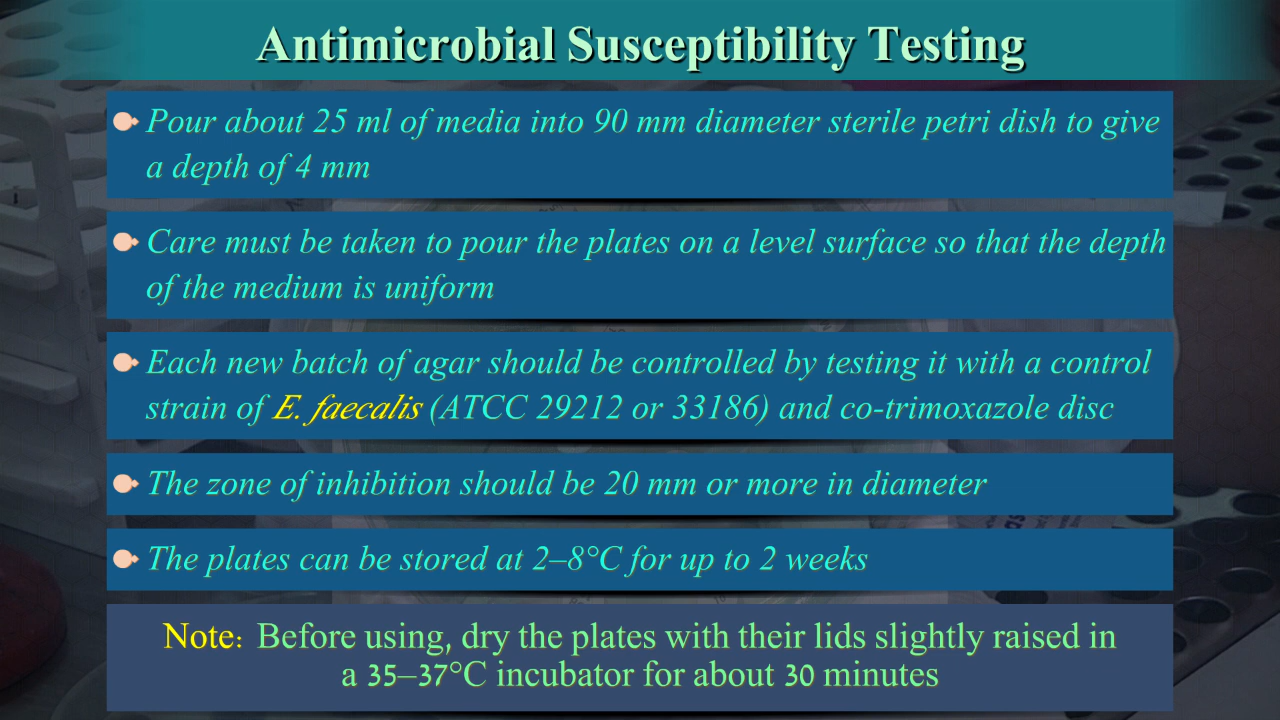 Antimicrobial Susceptibility Testing
Pour about 25 ml of media into 90 mm diameter sterile petri dish to give
a depth of 4 mm
Care must be taken to pour the plates on a level surface so that the depth
of the medium is uniform
Each new batch of agar should be controlled by testing it with a control
strain of E. faecalis (ATCC 29212 or 33186) and co-trimoxazole disc
The zone of inhibition should be 20 mm or more in diameter
The plates can be stored at 2–8°C for up to 2 weeks
Note: Before using, dry the plates with their lids slightly raised in
a 35–37°C incubator for about 30 minutes